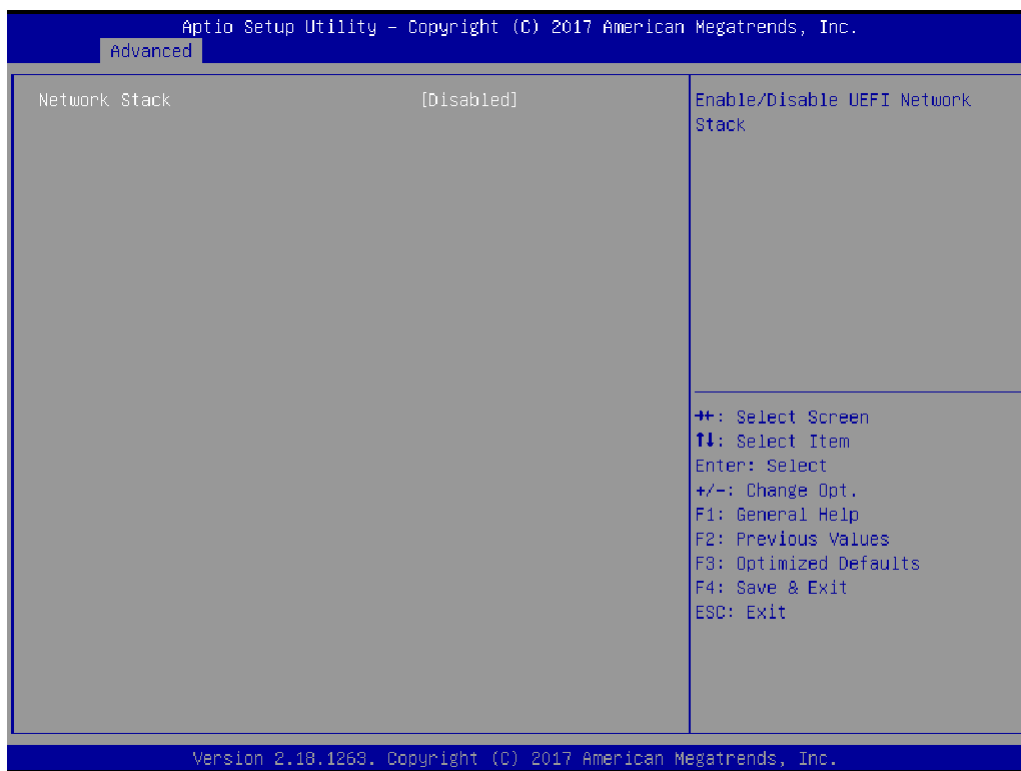 Aptio Setup Utility – Copyright (C) 2017 American Megatrends, Inc.
Advanced
Network Stack [Disabled]
Enable/Disable UEFI Network
Stack
→←: Select Screen
↑↓: Select Item
Enter: Select
+/-: Change Opt.
F1: General Help
F2: Previous Values
F3: Optimized Defaults
F4: Save & Exit
ESC: Exit
Version 2.18.1263. Copyright (C) 2017 American Megatrends, Inc.